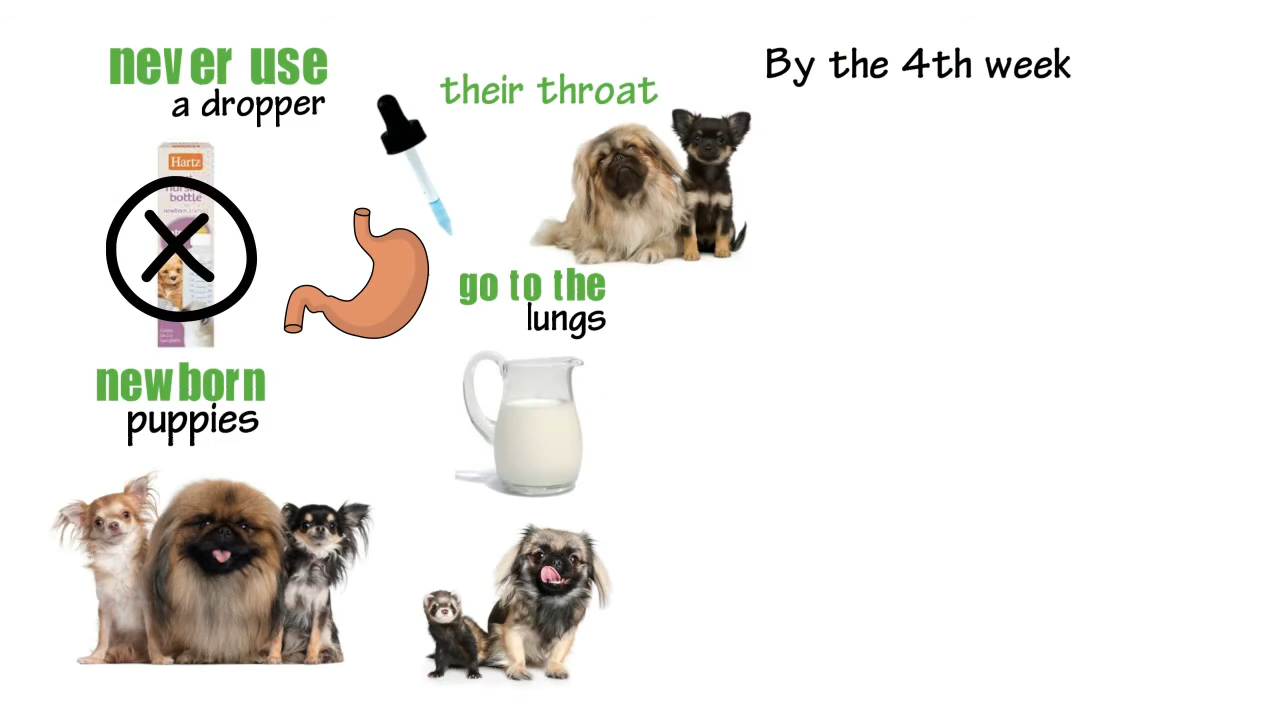 never use
a dropper
Hartz
bottle
newborn
puppies
their throat
go to the
lungs
By the 4th week